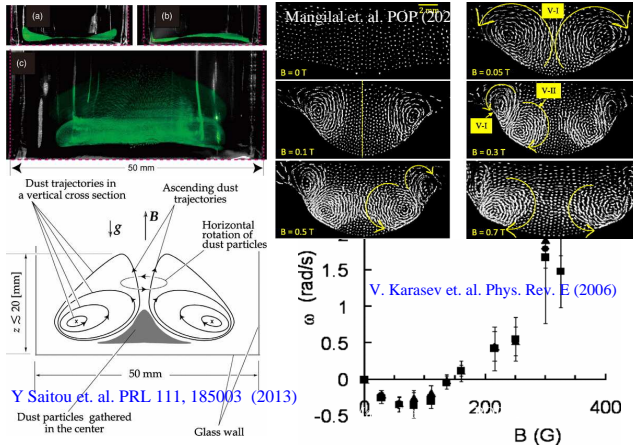 (a)
(b)
(c)
50 mm
Dust trajectories in
a vertical cross section
Ascending dust
trajectories
g
B
Horizontal
rotation of
dust particles
z ≲ 20 [mm]
x
x
50 mm
Y Saitou et. al. PRL 111, 185003 (2013)
Dust particles gathered
in the center
Glass wall
Mangilal et. al. POP (202
2 mm
B = 0 T
V-I
B = 0.05 T
B = 0.1 T
V-II
V-I
B = 0.3 T
B = 0.5 T
B = 0.7 T
V. Karasev et. al. Phys. Rev. E (2006)
ω (rad/s)
2
1.5
1
0.5
0
-0.5
0
200
400
B (G)